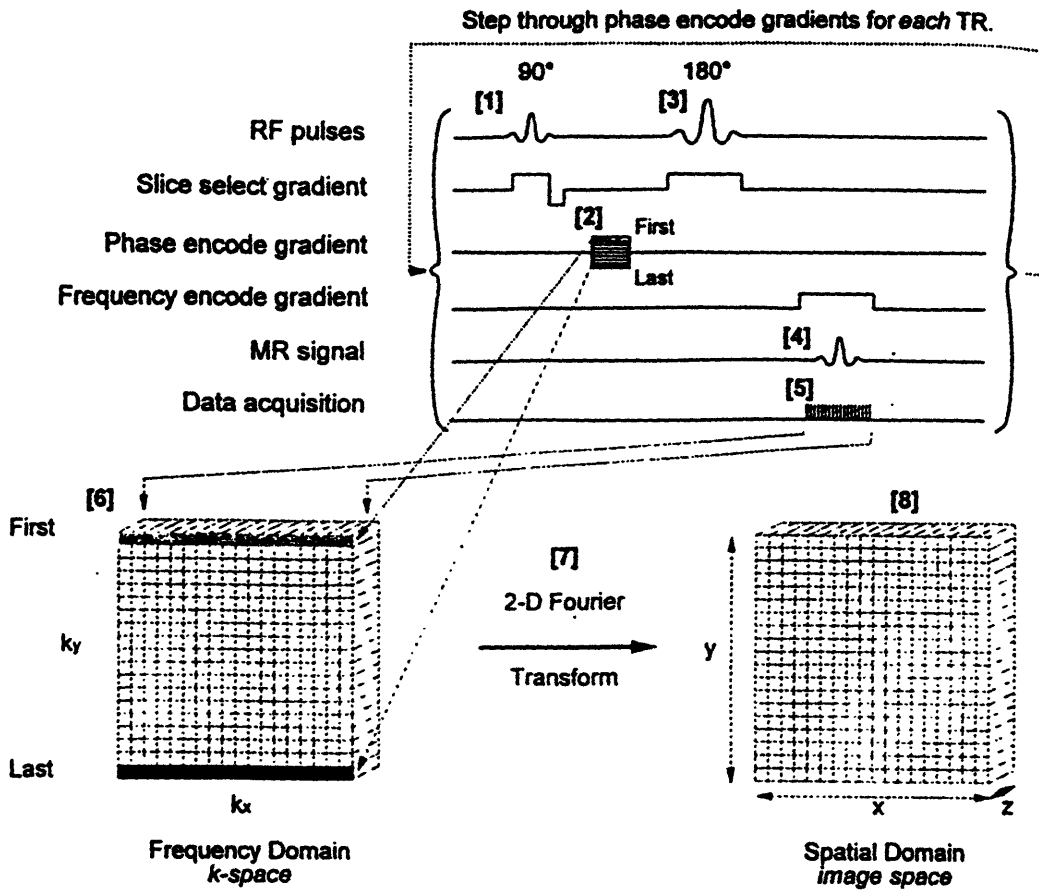 Step through phase encode gradients for each TR.
90° 180°
[1] [3]
RF pulses
Slice select gradient
[2] First
Phase encode gradient
Last
Frequency encode gradient
MR signal [4]
Data acquisition [5]
[6] [8]
First
[7]
2-D Fourier
ky y
Transform
Last
kx x z
Frequency Domain Spatial Domain
k-space image space